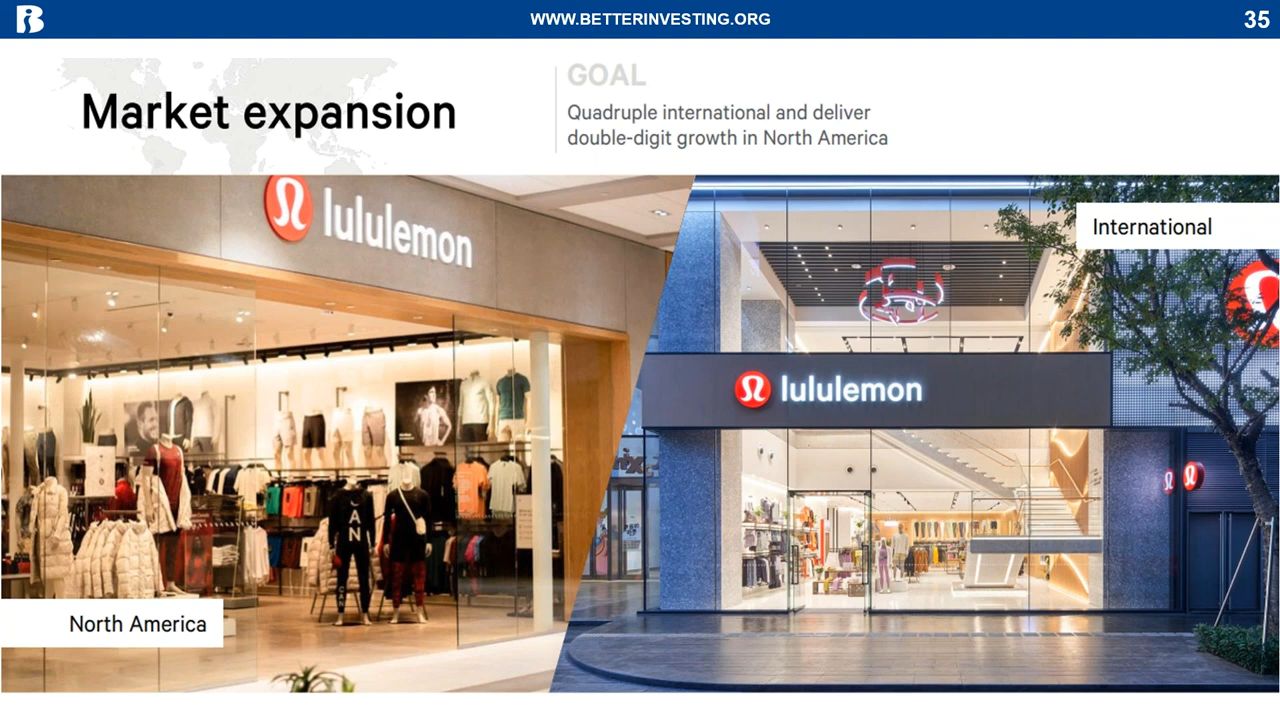 WWW.BETTERINVESTING.ORG
35
Market expansion
GOAL
Quadruple international and deliver
double-digit growth in North America
lululemon
International
lululemon
North America